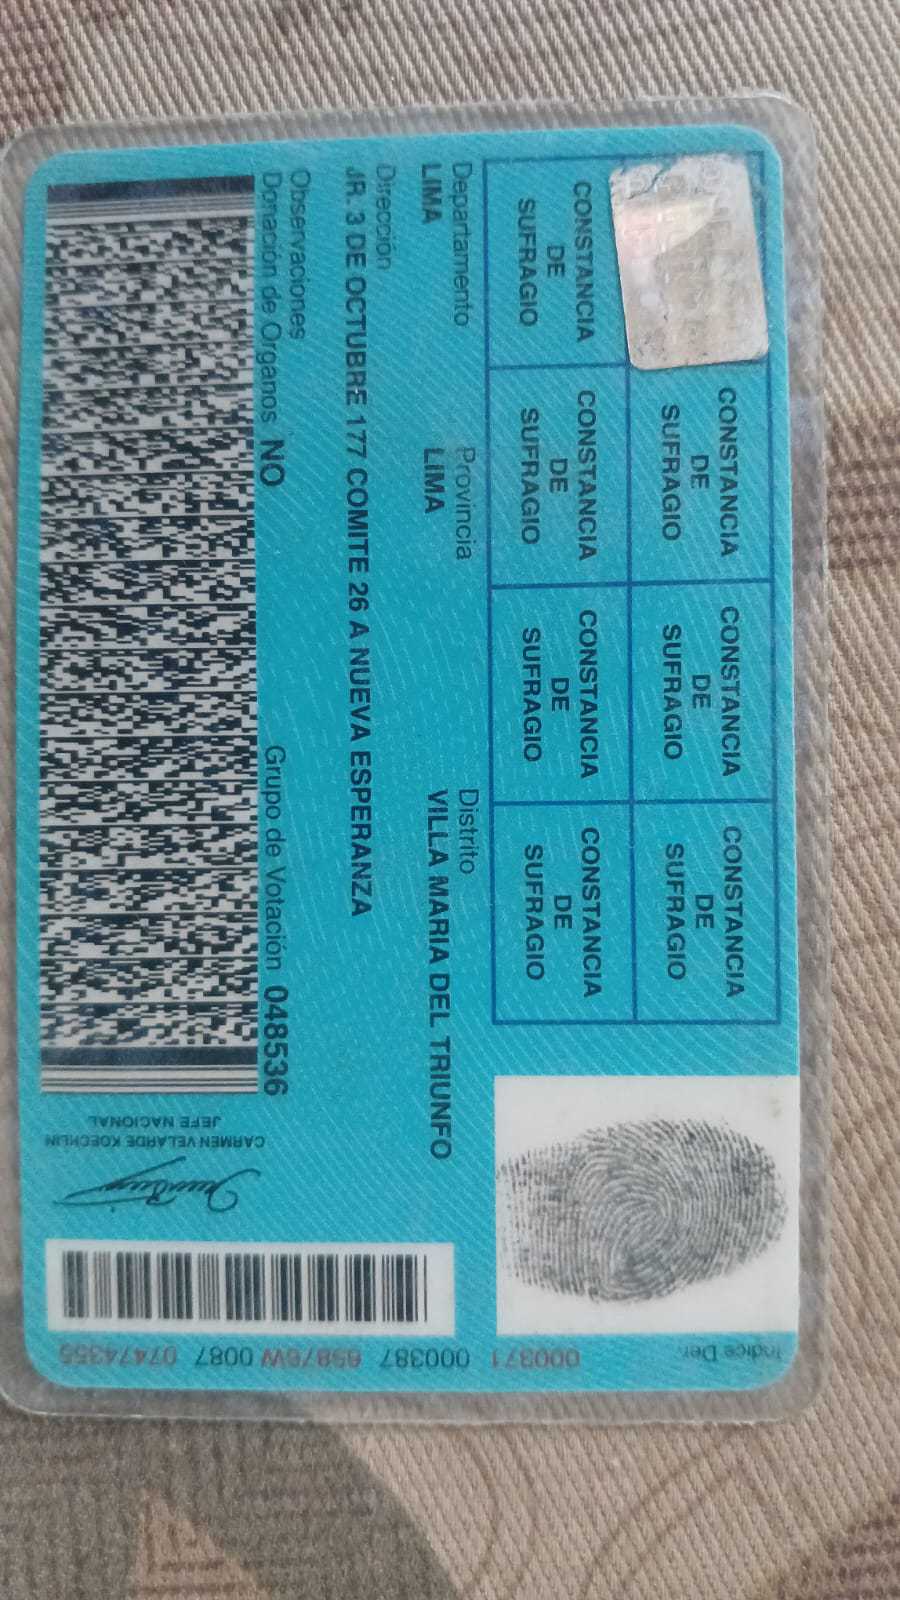 CONSTANCIA
DE
SUFRAGIO
CONSTANCIA
DE
SUFRAGIO
CONSTANCIA
DE
SUFRAGIO
CONSTANCIA
DE
SUFRAGIO
CONSTANCIA
DE
SUFRAGIO
CONSTANCIA
DE
SUFRAGIO
CONSTANCIA
DE
SUFRAGIO
Departamento Provincia Distrito
LIMA LIMA VILLA MARIA DEL TRIUNFO
Dirección
JR. 3 DE OCTUBRE 177 COMITE 26 A NUEVA ESPERANZA
Observaciones
Donación de Organos NO Grupo de Votación 048536
CARMEN VELARDE KOECHLIN
JEFE NACIONAL
Indice Der.
000371 000387 69876W 0087 07474355